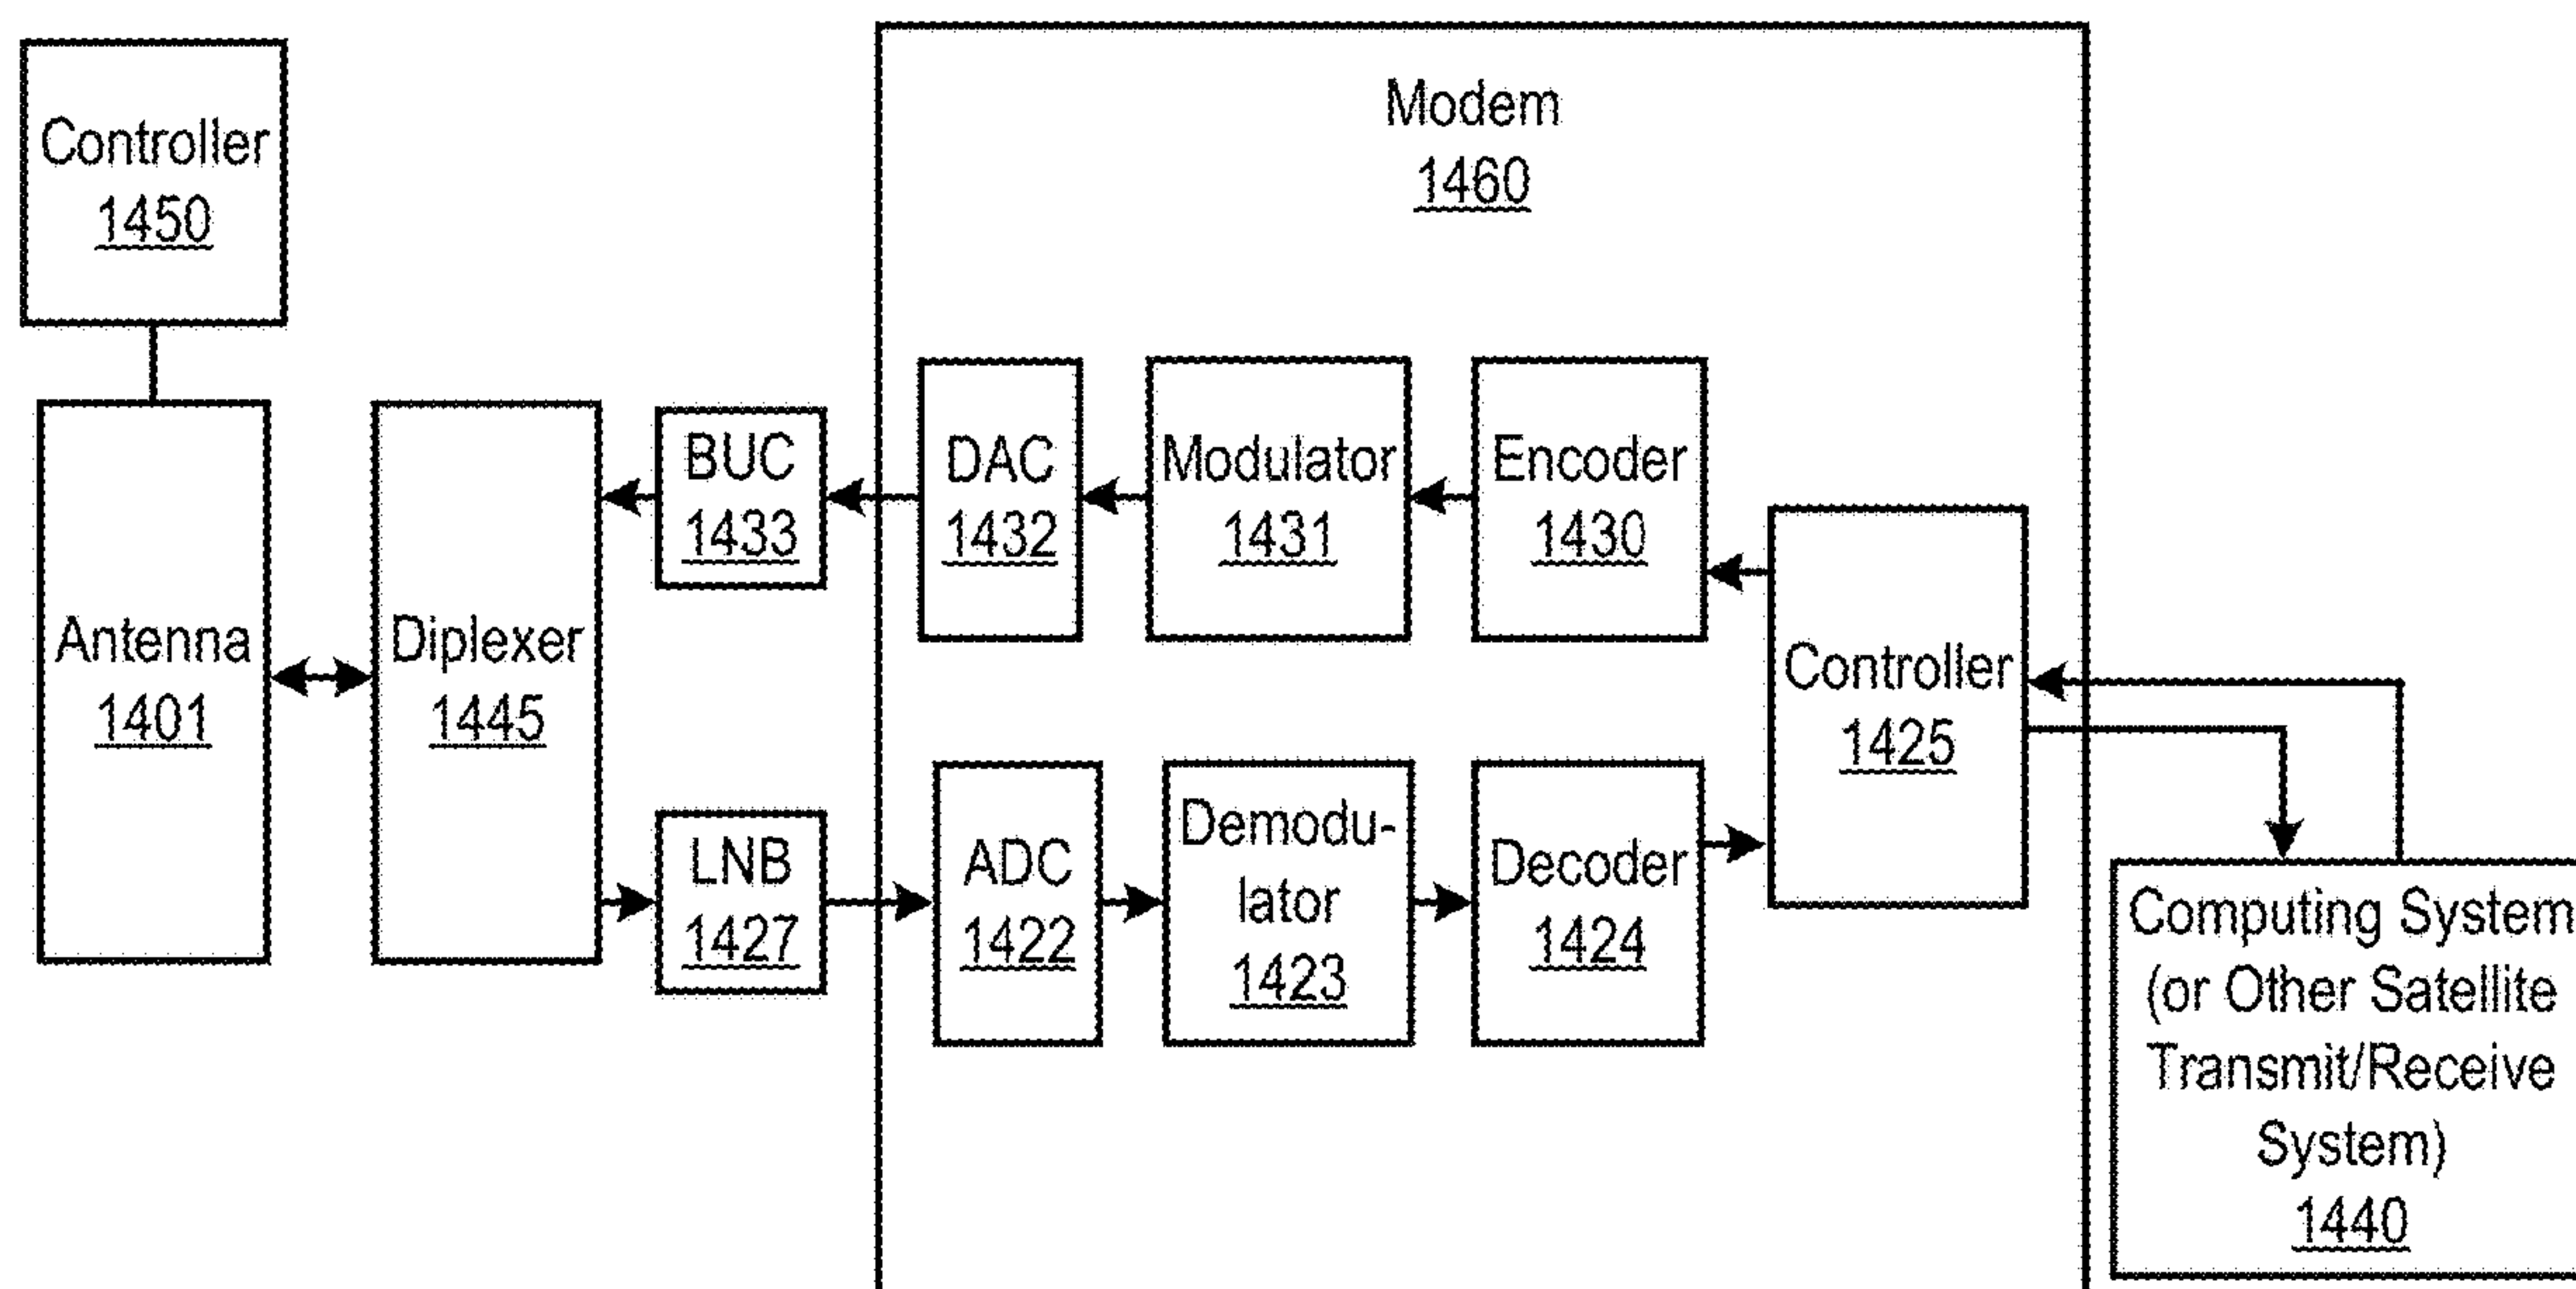 Controller
1450
Modem
1460
Antenna
1401
Diplexer
1445
BUC
1433
DAC
1432
Modulator
1431
Encoder
1430
Controller
1425
LNB
1427
ADC
1422
Demodu-
lator
1423
Decoder
1424
Computing System
(or Other Satellite
Transmit/Receive
System)
1440